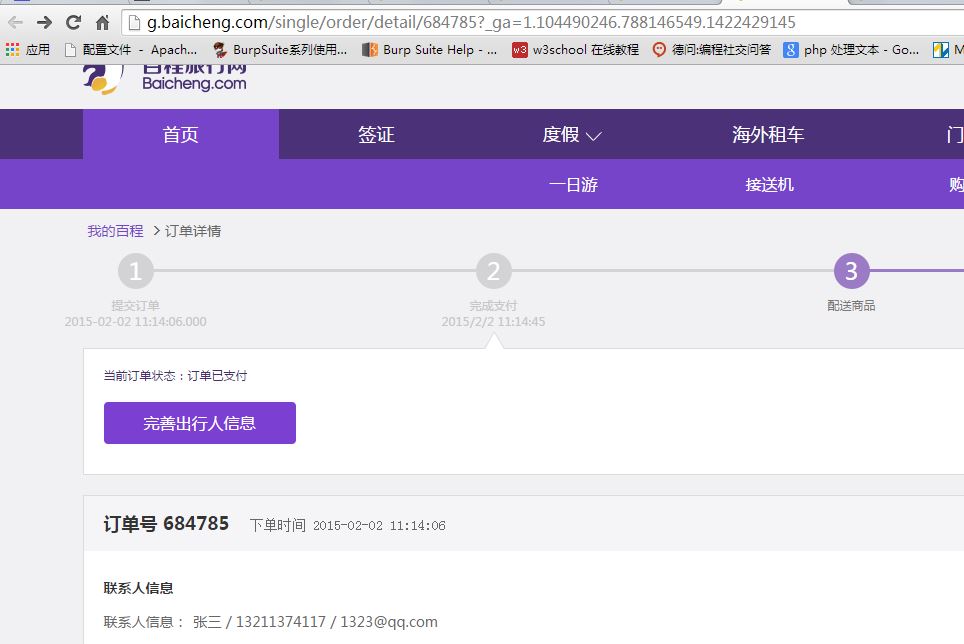 g.baicheng.com/single/order/detail/684785?_ga=1.104490246.788146549.1422429145
应用 配置文件 - Apach... BurpSuite系列使用... Burp Suite Help - ... w3school 在线教程 德问:编程社交问答 php 处理文本 - Go... M
百程旅行网
Baicheng.com
首页 签证 度假 海外租车 门
一日游 接送机 购
我的百程 > 订单详情
1 2 3
提交订单 完成支付 配送商品
2015-02-02 11:14:06.000 2015/2/2 11:14:45
当前订单状态：订单已支付
完善出行人信息
订单号 684785 下单时间 2015-02-02 11:14:06
联系人信息
联系人信息： 张三 / 13211374117 / 1323@qq.com